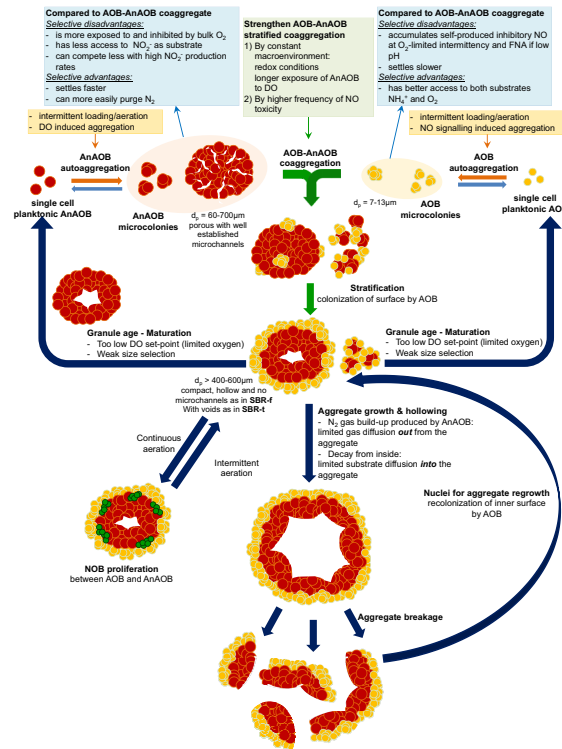 Compared to AOB-AnAOB coaggregate
Selective disadvantages:
- is more exposed to and inhibited by bulk O2
- has less access to NO2- as substrate
- can compete less with high NO2- production
rates
Selective advantages:
- settles faster
- can more easily purge N2
Strengthen AOB-AnAOB
stratified coaggregation
1) By constant
macroenvironment:
redox conditions
longer exposure of AnAOB
to DO
2) By higher frequency of NO
toxicity
Compared to AOB-AnAOB coaggregate
Selective disadvantages:
- accumulates self-produced inhibitory NO
at O2-limited intermittency and FNA if low
pH
- settles slower
Selective advantages:
- has better access to both substrates
NH4+ and O2
- intermittent loading/aeration
- DO induced aggregation
- intermittent loading/aeration
- NO signalling induced aggregation
AnAOB
autoaggregation
AOB-AnAOB
coaggregation
AOB
autoaggregation
single cell
planktonic AnAOB
AnAOB
microcolonies
dp = 60-700µm
porous with well
established
microchannels
dp = 7-13µm
AOB
microcolonies
single cell
planktonic AO
Stratification
colonization of surface by AOB
Granule age - Maturation
- Too low DO set-point (limited oxygen)
- Weak size selection
Granule age - Maturation
- Too low DO set-point (limited oxygen)
- Weak size selection
dp > 400-600µm
compact, hollow and no
microchannels as in SBR-f
With voids as in SBR-t
Aggregate growth & hollowing
- N2 gas build-up produced by AnAOB:
limited gas diffusion out from the
aggregate
- Decay from inside:
limited substrate diffusion into the
aggregate
Continuous
aeration
Intermittent
aeration
Nuclei for aggregate regrowth
recolonization of inner surface
by AOB
NOB proliferation
between AOB and AnAOB
Aggregate breakage